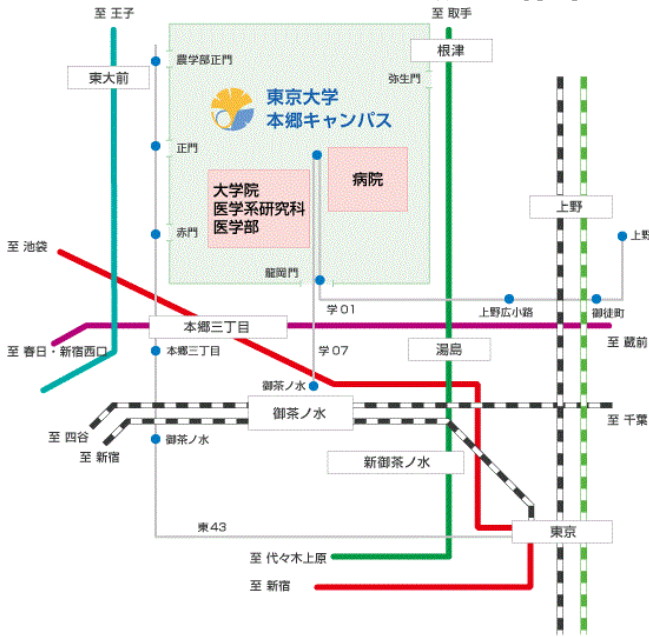 至 王子
至 取手
農学部正門
根津
東大前
弥生門
東京大学
本郷キャンパス
正門
病院
大学院
医学系研究科
医学部
上野
赤門
上野
至 池袋
龍岡門
学01
上野広小路
御徒町
本郷三丁目
至 蔵前
至 春日・新宿西口
本郷三丁目
学07
湯島
御茶ノ水
御茶ノ水
至 千葉
至 四谷
御茶ノ水
至 新宿
新御茶ノ水
東43
東京
至 代々木上原
至 新宿